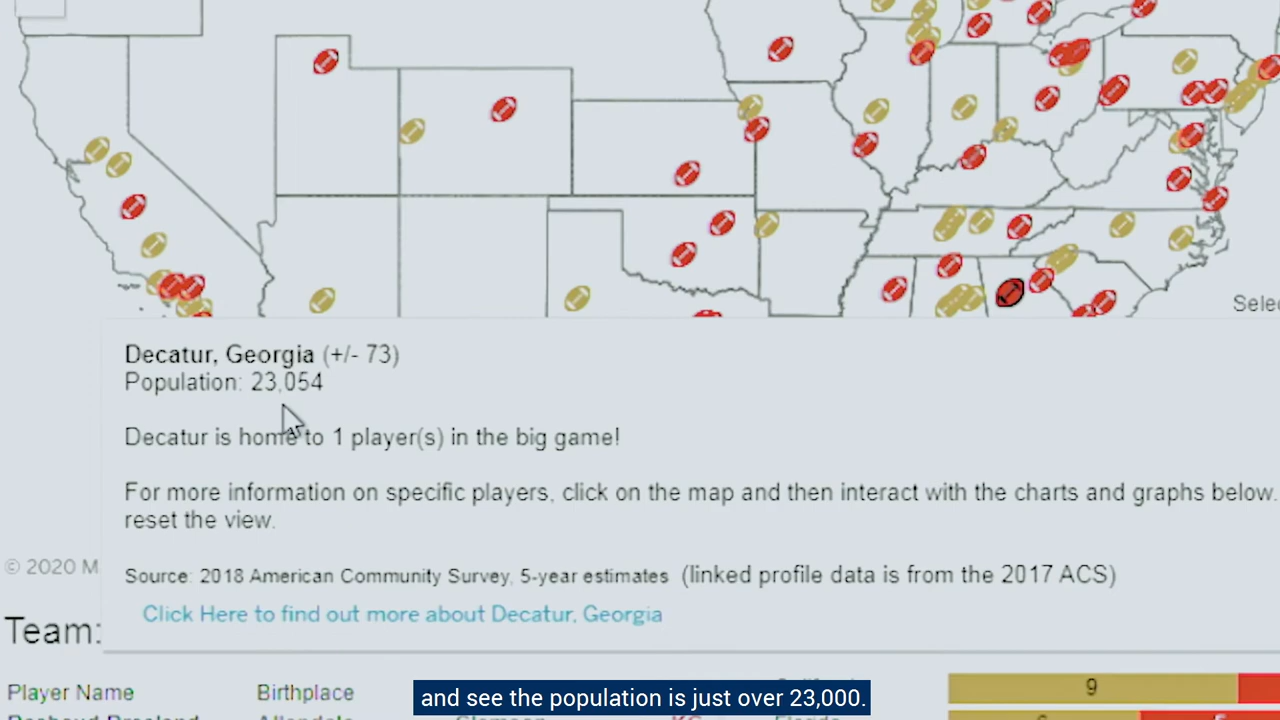 Selec
Decatur, Georgia (+/- 73)
Population: 23,054
Decatur is home to 1 player(s) in the big game!
For more information on specific players, click on the map and then interact with the charts and graphs below.
reset the view.
© 2020 M
Source: 2018 American Community Survey, 5-year estimates (linked profile data is from the 2017 ACS)
Click Here to find out more about Decatur, Georgia
Team:
9
Player Name Birthplace
and see the population is just over 23,000.